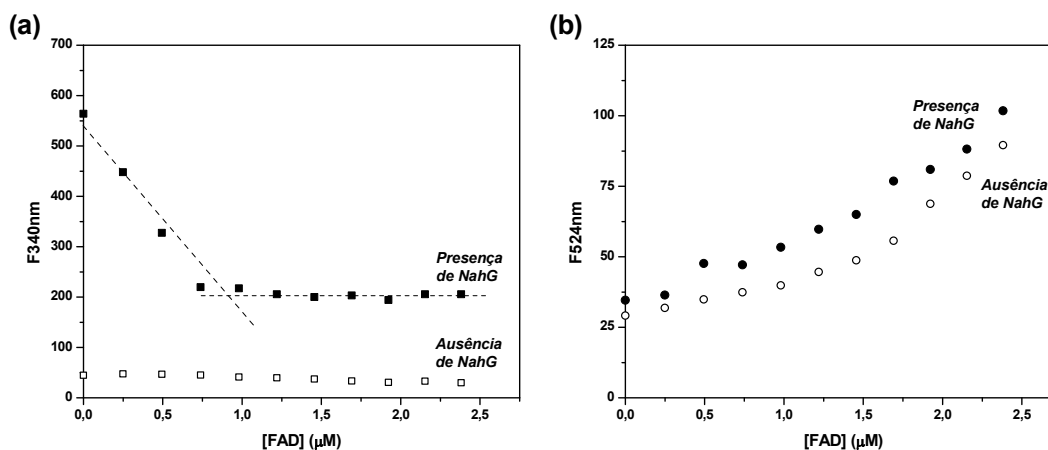 (a)
700
600
500
400
300
200
100
0
F340nm
Presença
de NahG
Ausência
de NahG
0,0 0,5 1,0 1,5 2,0 2,5
[FAD] (μM)
(b)
125
100
75
50
25
0
F524nm
Presença
de NahG
Ausência
de NahG
0,0 0,5 1,0 1,5 2,0 2,5
[FAD] (μM)